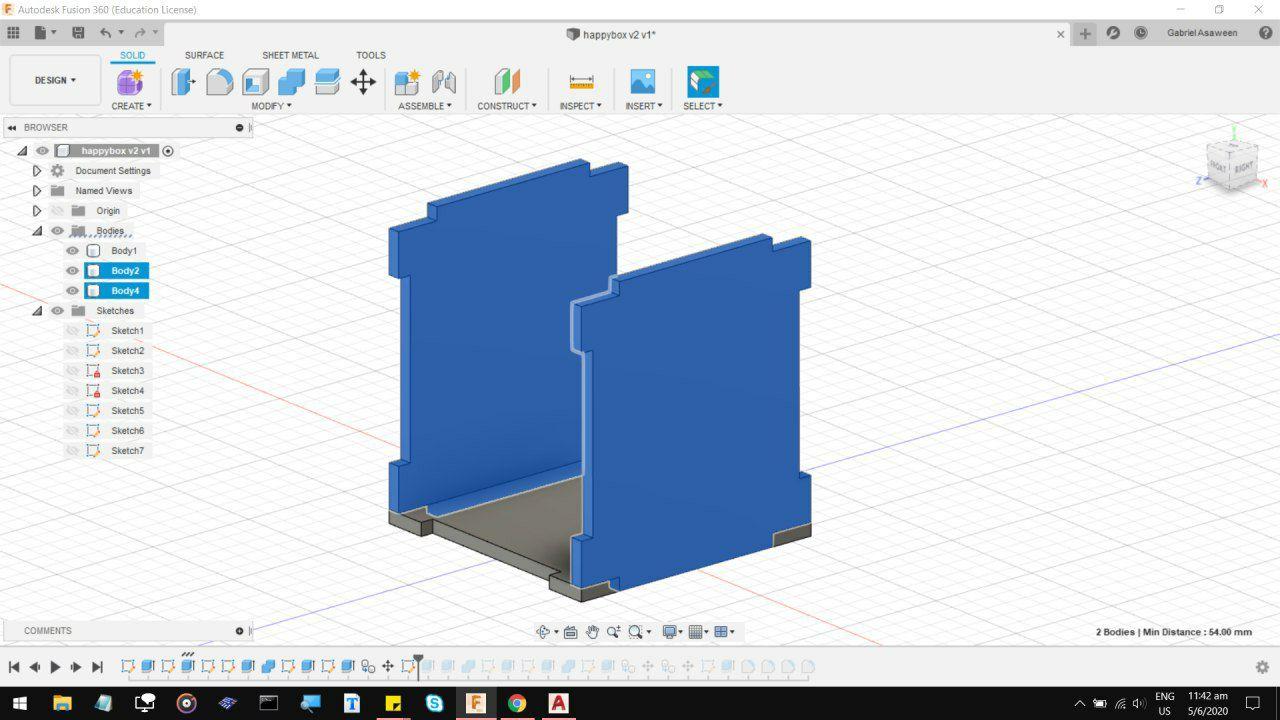 Autodesk Fusion 360 (Education License)
happybox v2 v1*
Gabriel Asaween
SOLID SURFACE SHEET METAL TOOLS
DESIGN
CREATE MODIFY ASSEMBLE CONSTRUCT INSPECT INSERT SELECT
BROWSER
happybox v2 v1
Document Settings
Named Views
Origin
Bodies
Body1
Body2
Body4
Sketches
Sketch1
Sketch2
Sketch3
Sketch4
Sketch5
Sketch6
Sketch7
Y
FRONT RIGHT
Z X
COMMENTS
2 Bodies | Min Distance : 54.00 mm
ENG 11:42 am
US 5/6/2020